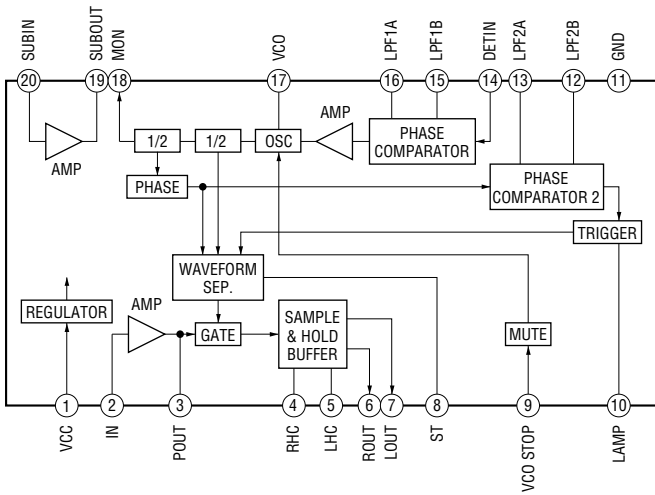 SUBIN
SUBOUT
MON
VCO
LPF1A
LPF1B
DETIN
LPF2A
LPF2B
GND
20
19
18
17
16
15
14
13
12
11
AMP
AMP
1/2
1/2
OSC
PHASE
COMPARATOR
PHASE
PHASE
COMPARATOR 2
TRIGGER
WAVEFORM
SEP.
REGULATOR
AMP
GATE
SAMPLE
& HOLD
BUFFER
MUTE
1
2
3
4
5
6
7
8
9
10
VCC
IN
POUT
RHC
LHC
ROUT
LOUT
ST
VCO STOP
LAMP